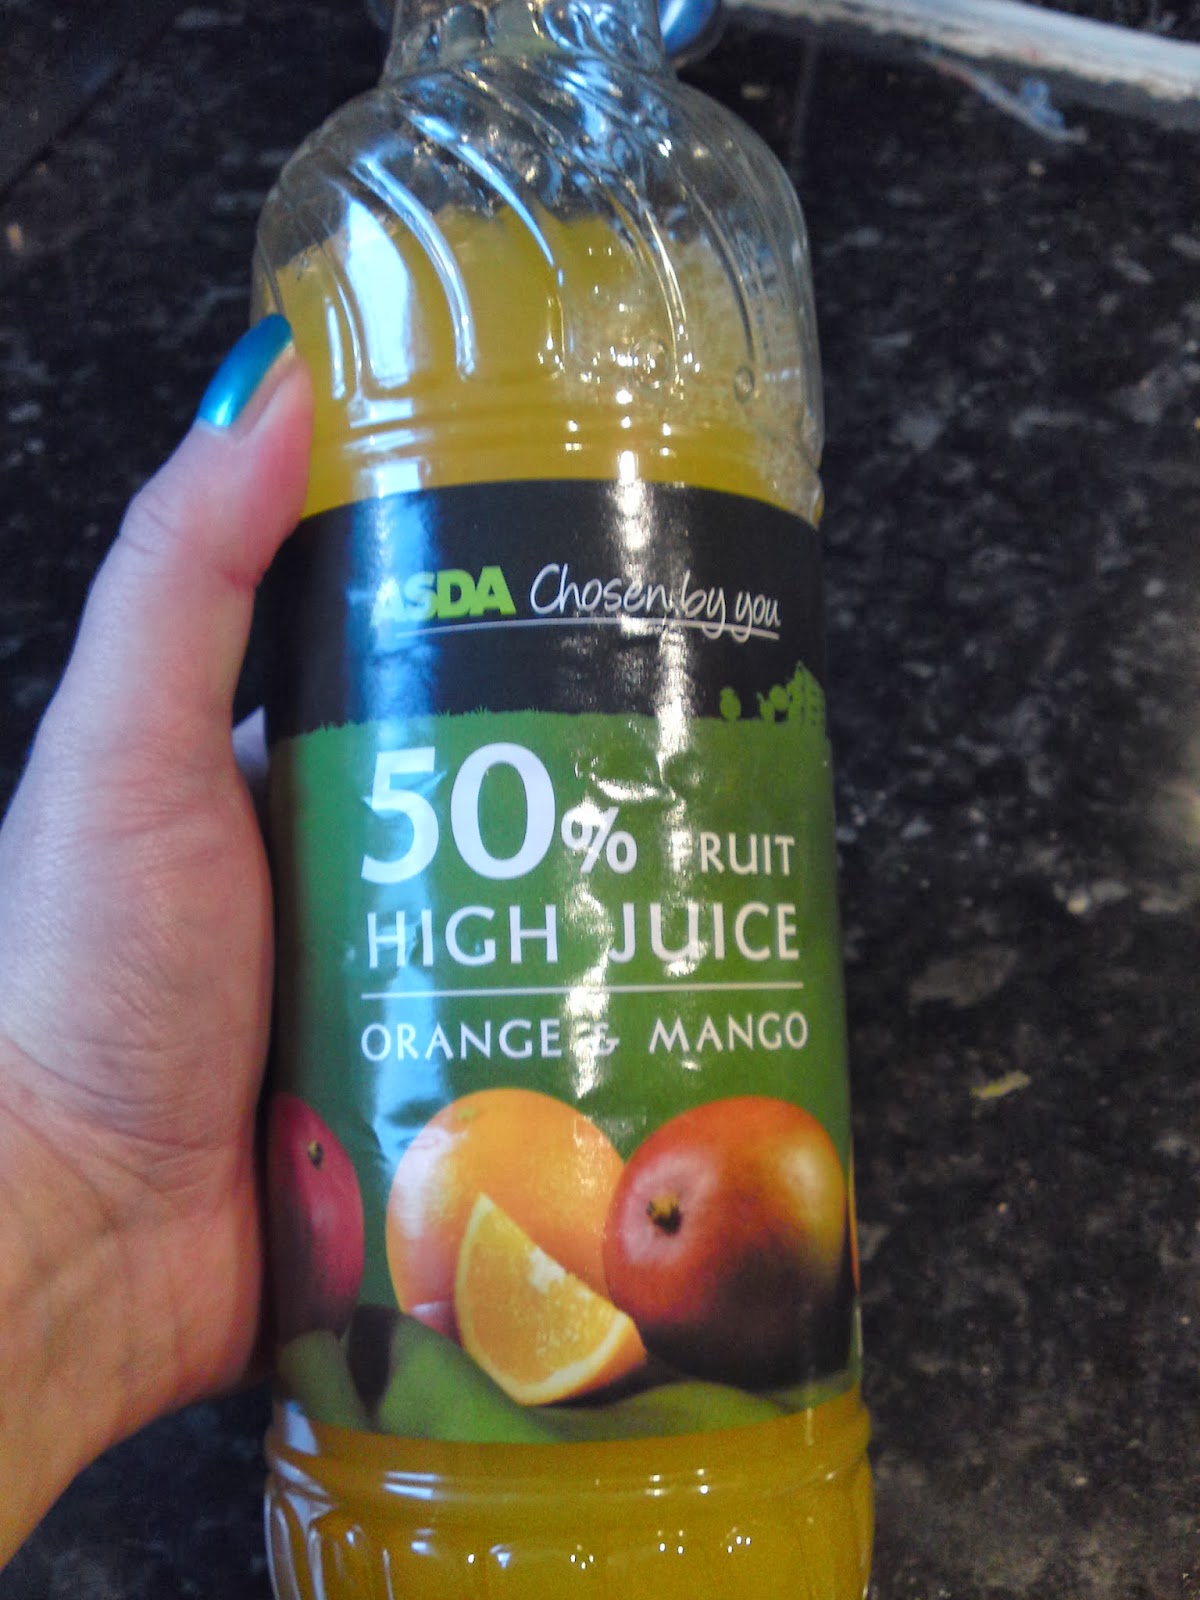 ASDA Chosen by you
50% FRUIT
HIGH JUICE
ORANGE & MANGO